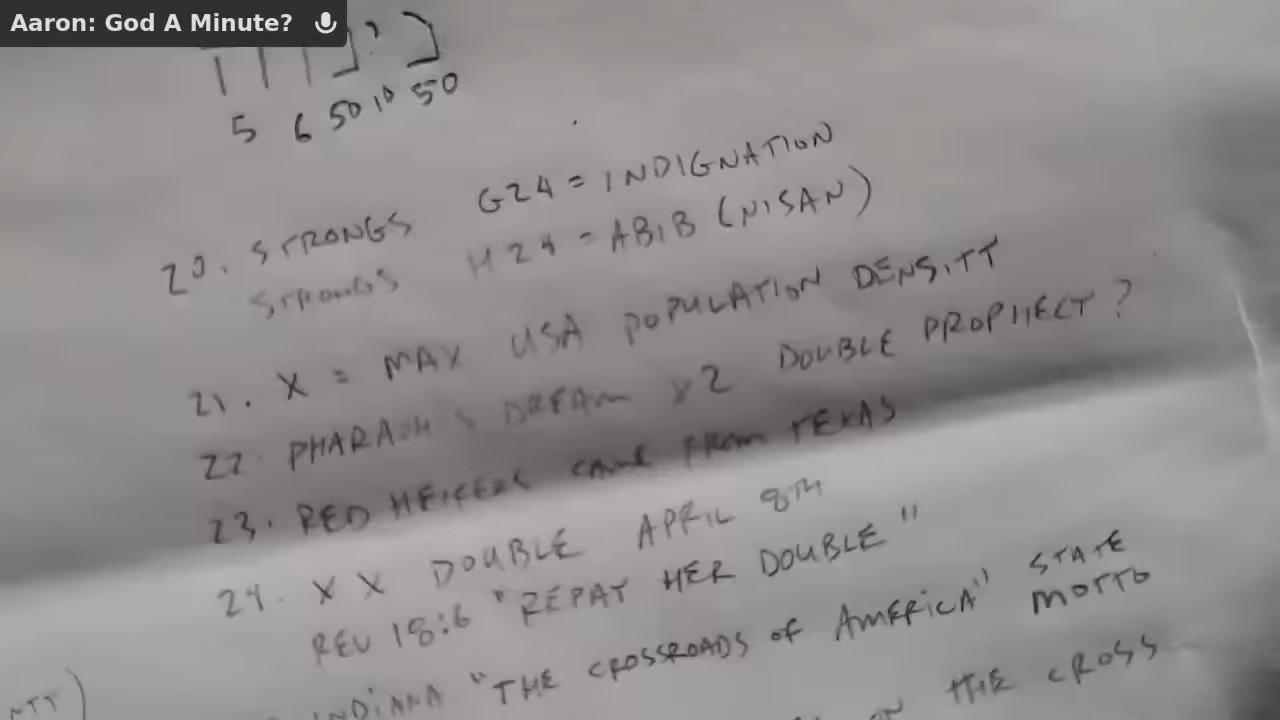 Aaron: God A Minute?
5 6 50 10 50
20. STRONGS G24 = INDIGNATION
STRONGS H24 = ABIB (NISAN)
21. X = MAX USA POPULATION DENSITY
22. PHARAOH'S DREAM x2 DOUBLE PROPHECY?
23. RED HEIFERS CAME FROM TEXAS
24. X X DOUBLE APRIL 8TH
REV 18:6 "REPAY HER DOUBLE"
INDIANA "THE CROSSROADS OF AMERICA" STATE MOTTO
ON THE CROSS